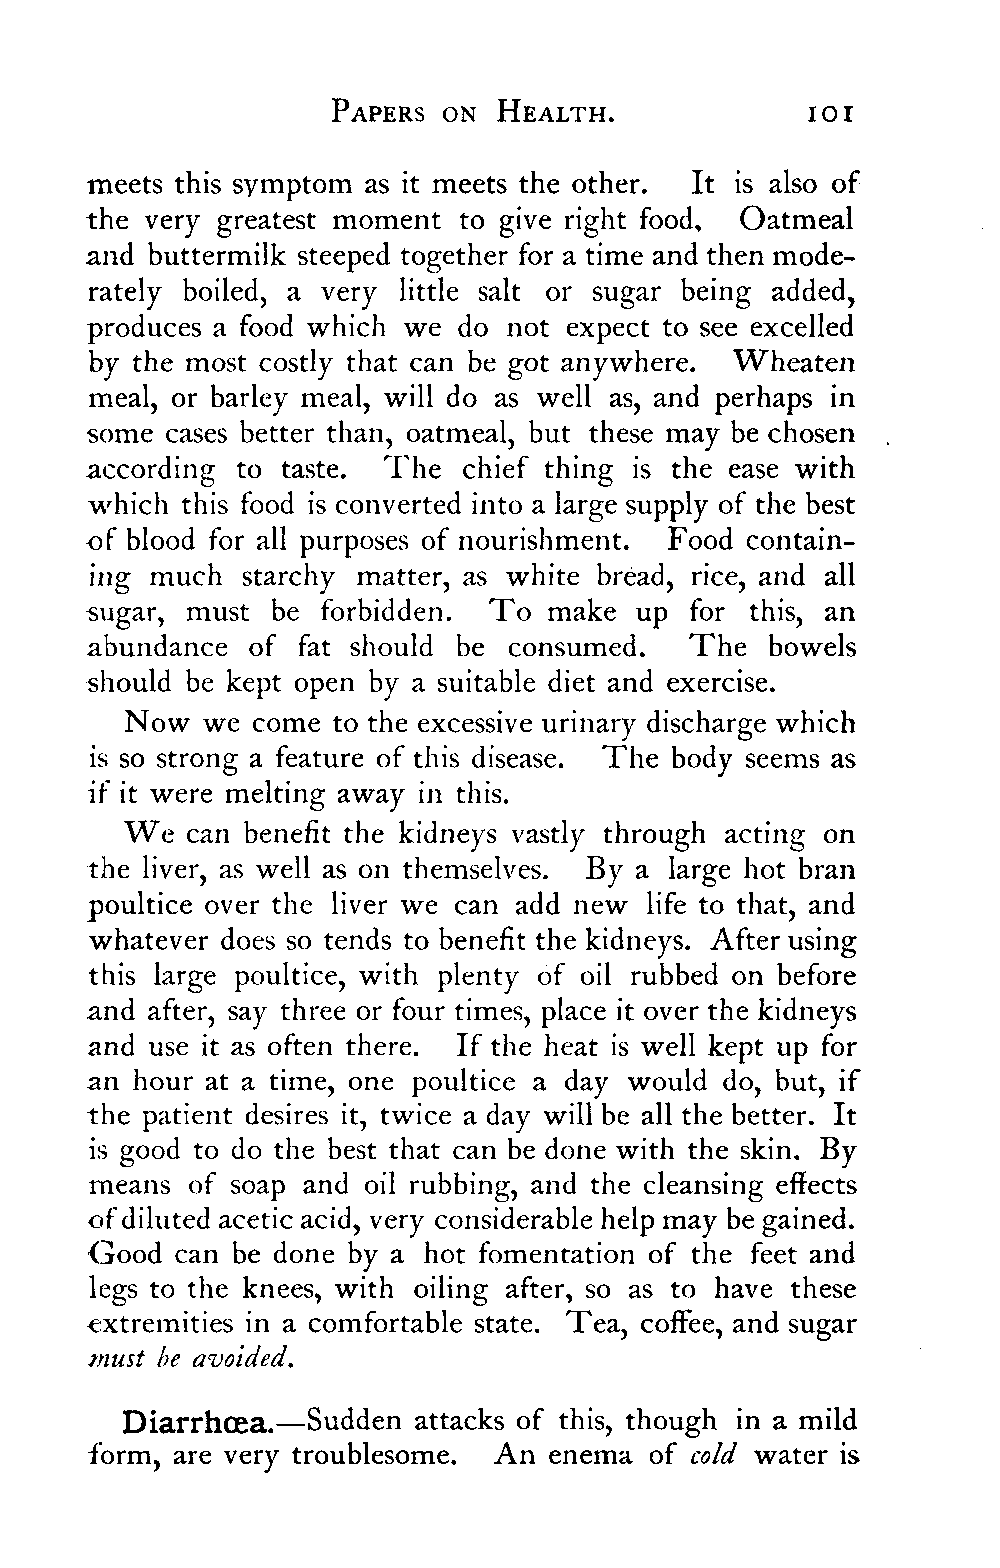 PAPERS ON HEALTH. 101
meets this symptom as it meets the other. It is also of
the very greatest moment to give right food. Oatmeal
and buttermilk steeped together for a time and then mode-
rately boiled, a very little salt or sugar being added,
produces a food which we do not expect to see excelled
by the most costly that can be got anywhere. Wheaten
meal, or barley meal, will do as well as, and perhaps in
some cases better than, oatmeal, but these may be chosen
according to taste. The chief thing is the ease with
which this food is converted into a large supply of the best
of blood for all purposes of nourishment. Food contain-
ing much starchy matter, as white bread, rice, and all
sugar, must be forbidden. To make up for this, an
abundance of fat should be consumed. The bowels
should be kept open by a suitable diet and exercise.
Now we come to the excessive urinary discharge which
is so strong a feature of this disease. The body seems as
if it were melting away in this.
We can benefit the kidneys vastly through acting on
the liver, as well as on themselves. By a large hot bran
poultice over the liver we can add new life to that, and
whatever does so tends to benefit the kidneys. After using
this large poultice, with plenty of oil rubbed on before
and after, say three or four times, place it over the kidneys
and use it as often there. If the heat is well kept up for
an hour at a time, one poultice a day would do, but, if
the patient desires it, twice a day will be all the better. It
is good to do the best that can be done with the skin. By
means of soap and oil rubbing, and the cleansing effects
of diluted acetic acid, very considerable help may be gained.
Good can be done by a hot fomentation of the feet and
legs to the knees, with oiling after, so as to have these
extremities in a comfortable state. Tea, coffee, and sugar
must be avoided.
Diarrhœa.—Sudden attacks of this, though in a mild
form, are very troublesome. An enema of cold water is